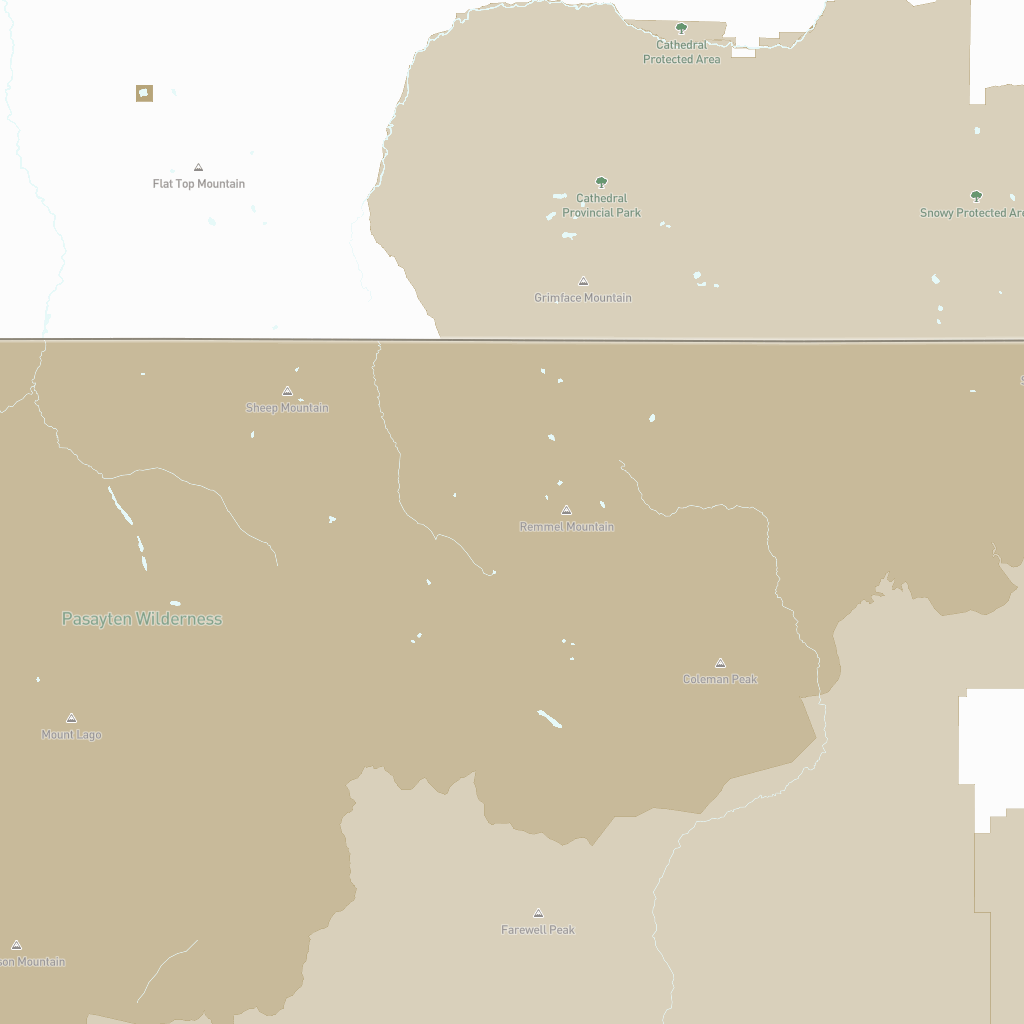 Cathedral
Protected Area
Flat Top Mountain
Cathedral
Provincial Park
Snowy Protected Are
Grimface Mountain
Sheep Mountain
Remmel Mountain
Pasayten Wilderness
Coleman Peak
Mount Lago
Farewell Peak
son Mountain